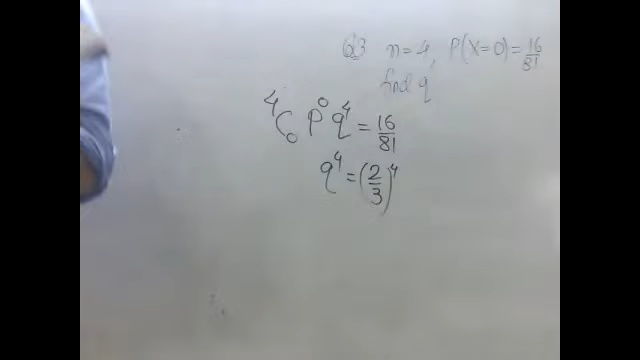 Q3 n=4, P(X=0)=16/81
find q
⁴C₀ P⁰ q⁴ = 16/81
q⁴ = (2/3)⁴